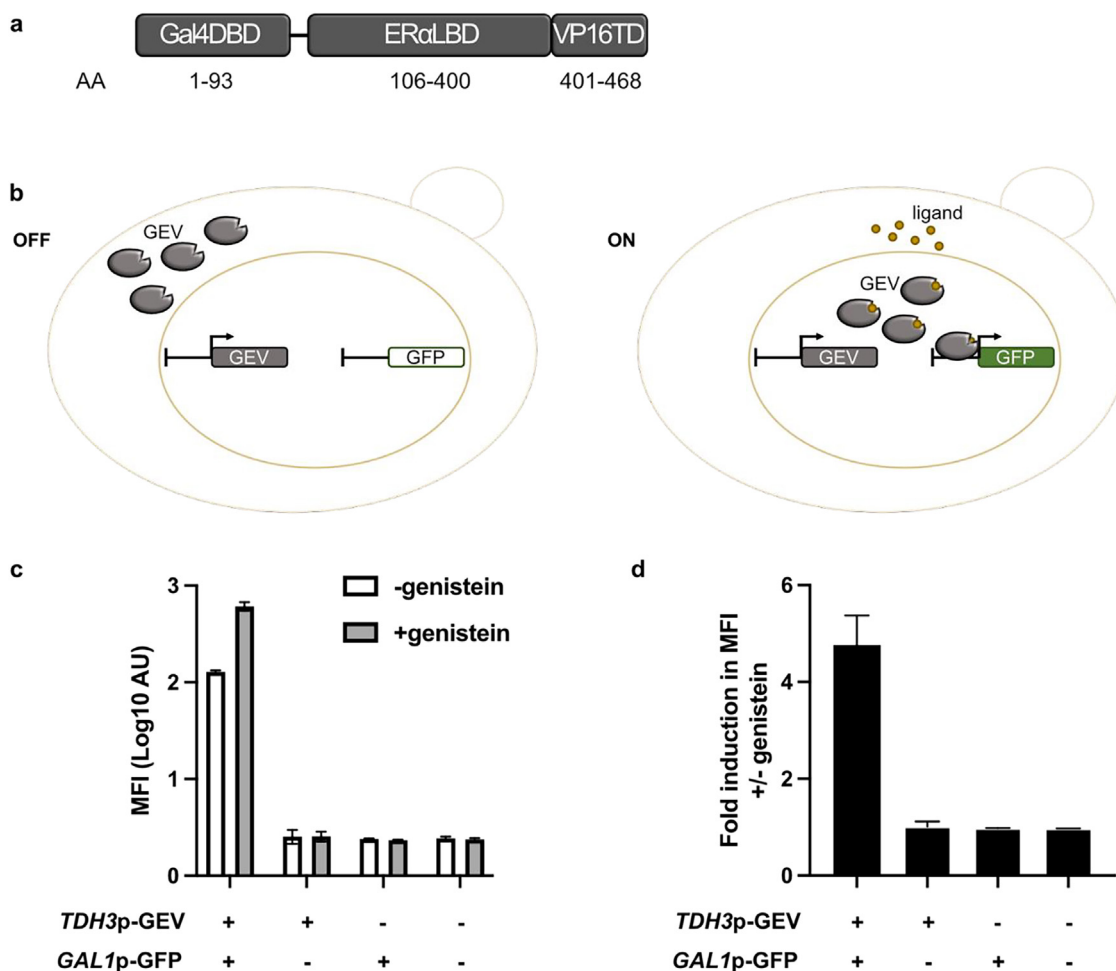 a
Gal4DBD ERαLBD VP16TD
AA 1-93 106-400 401-468
b
OFF GEV
GEV GFP
ON ligand
GEV
GEV GFP
c
MFI (Log10 AU)
3
2
1
0
-genistein
+genistein
TDH3p-GEV + + - -
GAL1p-GFP + - + -
d
Fold induction in MFI
+/- genistein
6
4
2
0
TDH3p-GEV + + - -
GAL1p-GFP + - + -